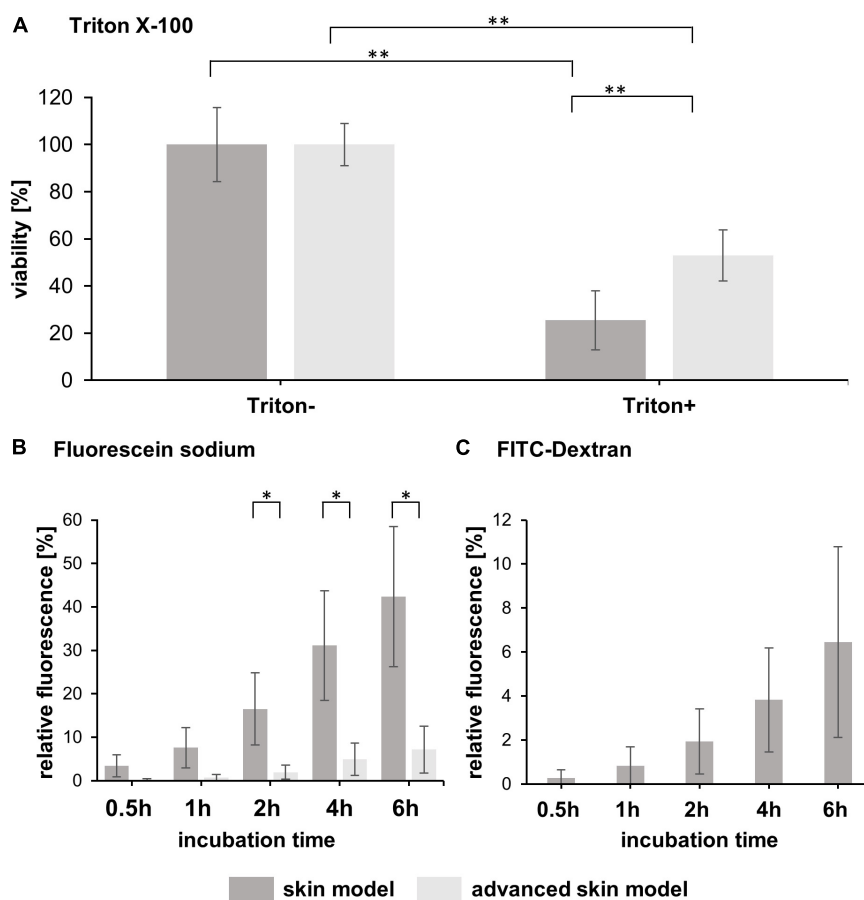 A Triton X-100
**
**
**
viability [%]
120
100
80
60
40
20
0
Triton-
Triton+
B Fluorescein sodium
*
*
*
relative fluorescence [%]
60
50
40
30
20
10
0
0.5h 1h 2h 4h 6h
incubation time
C FITC-Dextran
relative fluorescence [%]
12
10
8
6
4
2
0
0.5h 1h 2h 4h 6h
incubation time
skin model
advanced skin model